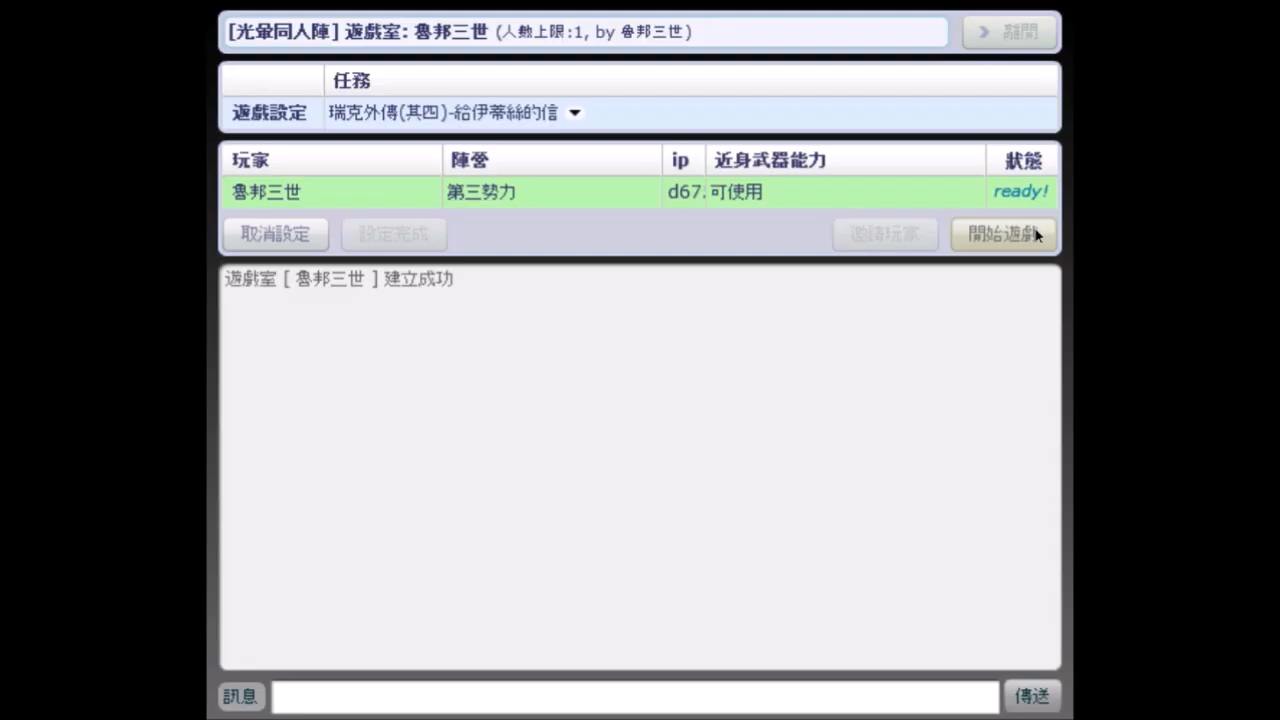 [光暈同人陣] 遊戲室: 魯邦三世 (人數上限:1, by 魯邦三世)
離開
任務
遊戲設定 瑞克外傳(其四)-給伊蒂絲的信
玩家 陣營 ip 近身武器能力 狀態
魯邦三世 第三勢力 d67. 可使用 ready!
取消設定 設定完成 邀請玩家 開始遊戲
遊戲室 [ 魯邦三世 ] 建立成功
訊息 傳送